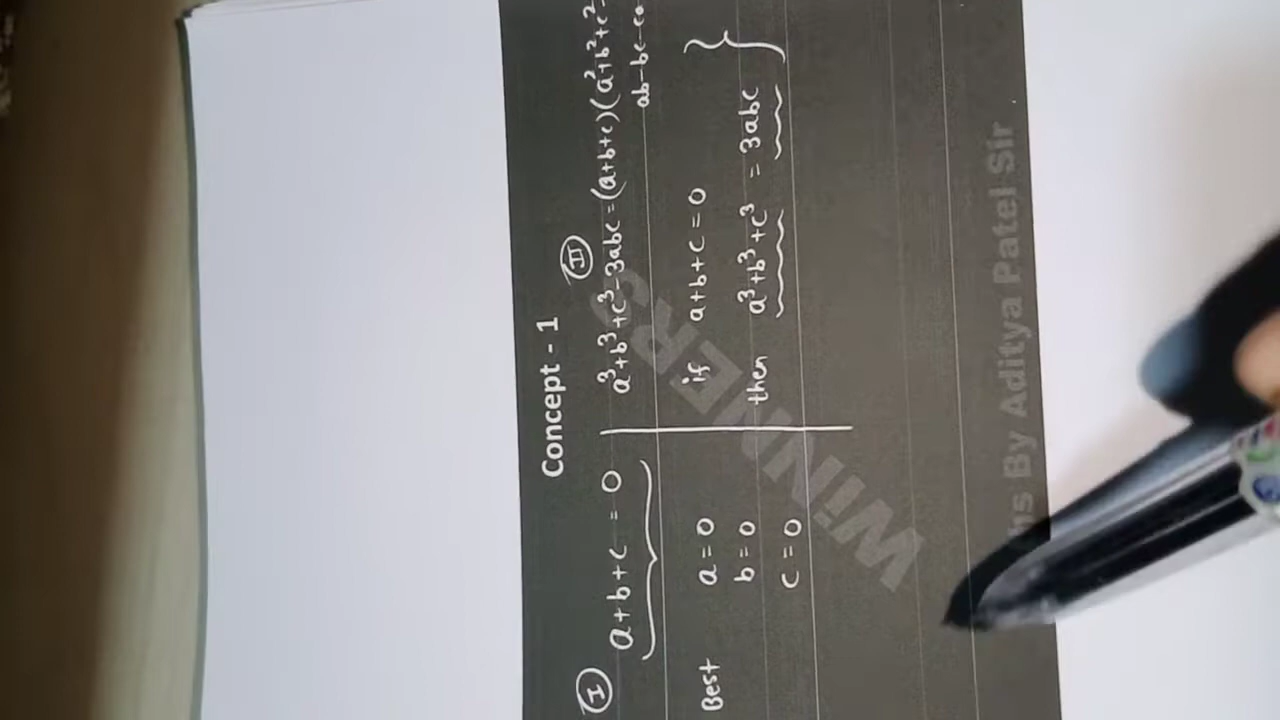 Concept - 1
I a+b+c = 0
Best a = 0
b = 0
c = 0
II
a³+b³+c³-3abc = (a+b+c)(a²+b²+c²-
ab-bc-ca
if a+b+c = 0
then a³+b³+c³ = 3abc
WINNERS
By Aditya Patel Sir